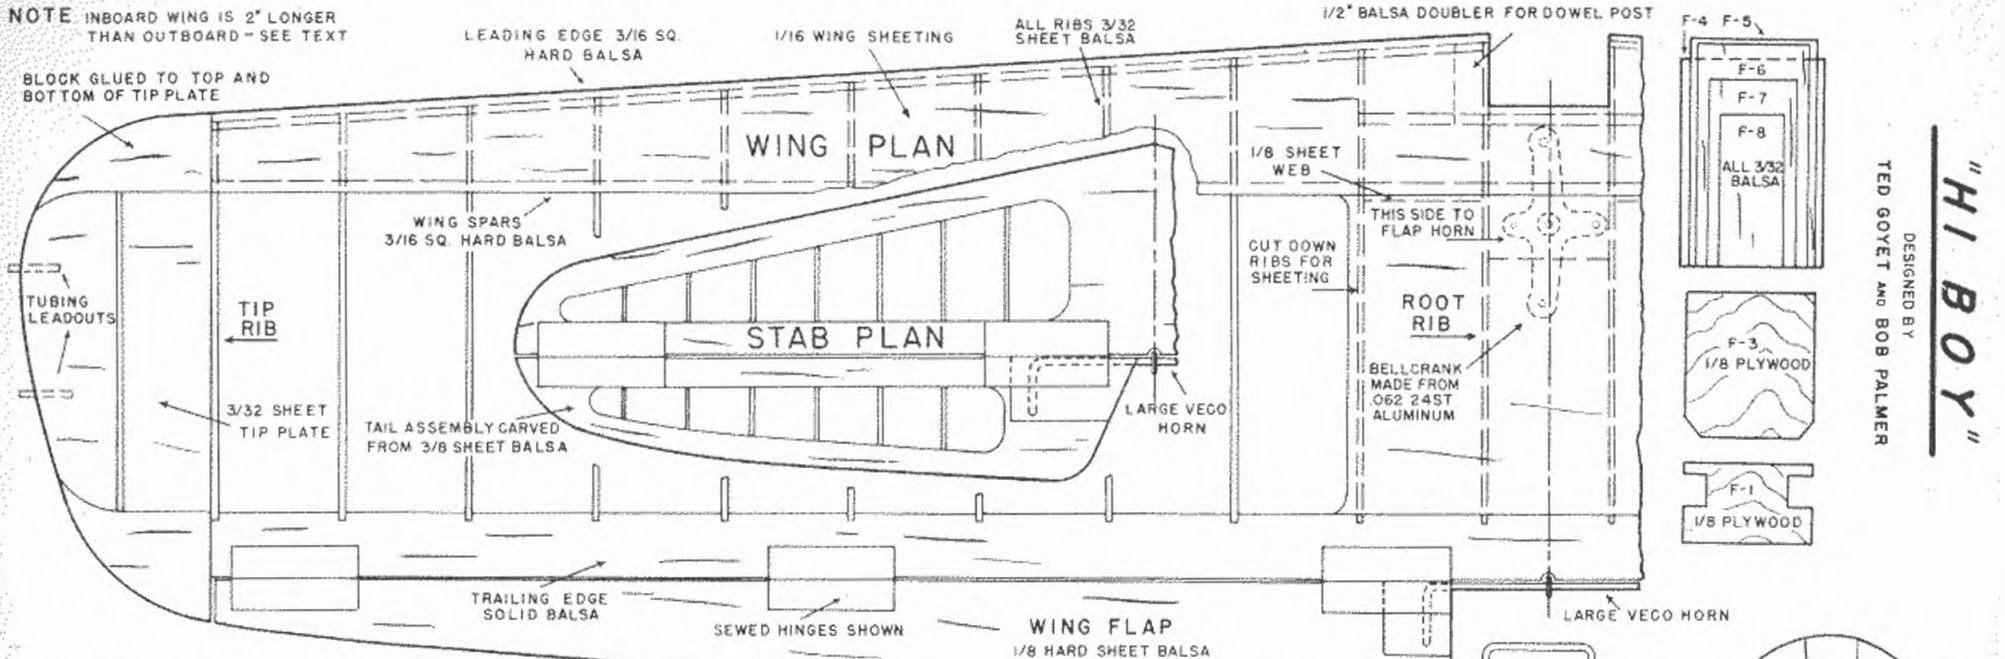 NOTE: INBOARD WING IS 2" LONGER
THAN OUTBOARD - SEE TEXT
BLOCK GLUED TO TOP AND
BOTTOM OF TIP PLATE
LEADING EDGE 3/16 SQ.
HARD BALSA
1/16 WING SHEETING
ALL RIBS 3/32
SHEET BALSA
1/2" BALSA DOUBLER FOR DOWEL POST
WING PLAN
WING SPARS
3/16 SQ. HARD BALSA
1/8 SHEET
WEB
THIS SIDE TO
FLAP HORN
CUT DOWN
RIBS FOR
SHEETING
TUBING
LEADOUTS
TIP
RIB
STAB PLAN
ROOT
RIB
BELLCRANK
MADE FROM
.062 24ST
ALUMINUM
3/32 SHEET
TIP PLATE
TAIL ASSEMBLY CARVED
FROM 3/8 SHEET BALSA
LARGE VECO
HORN
TRAILING EDGE
SOLID BALSA
SEWED HINGES SHOWN
WING FLAP
1/8 HARD SHEET BALSA
LARGE VECO HORN
F-4 F-5
F-6
F-7
F-8
ALL 3/32
BALSA
F-3
1/8 PLYWOOD
F-1
1/8 PLYWOOD
"HI BOY"
DESIGNED BY
TED GOYET AND BOB PALMER